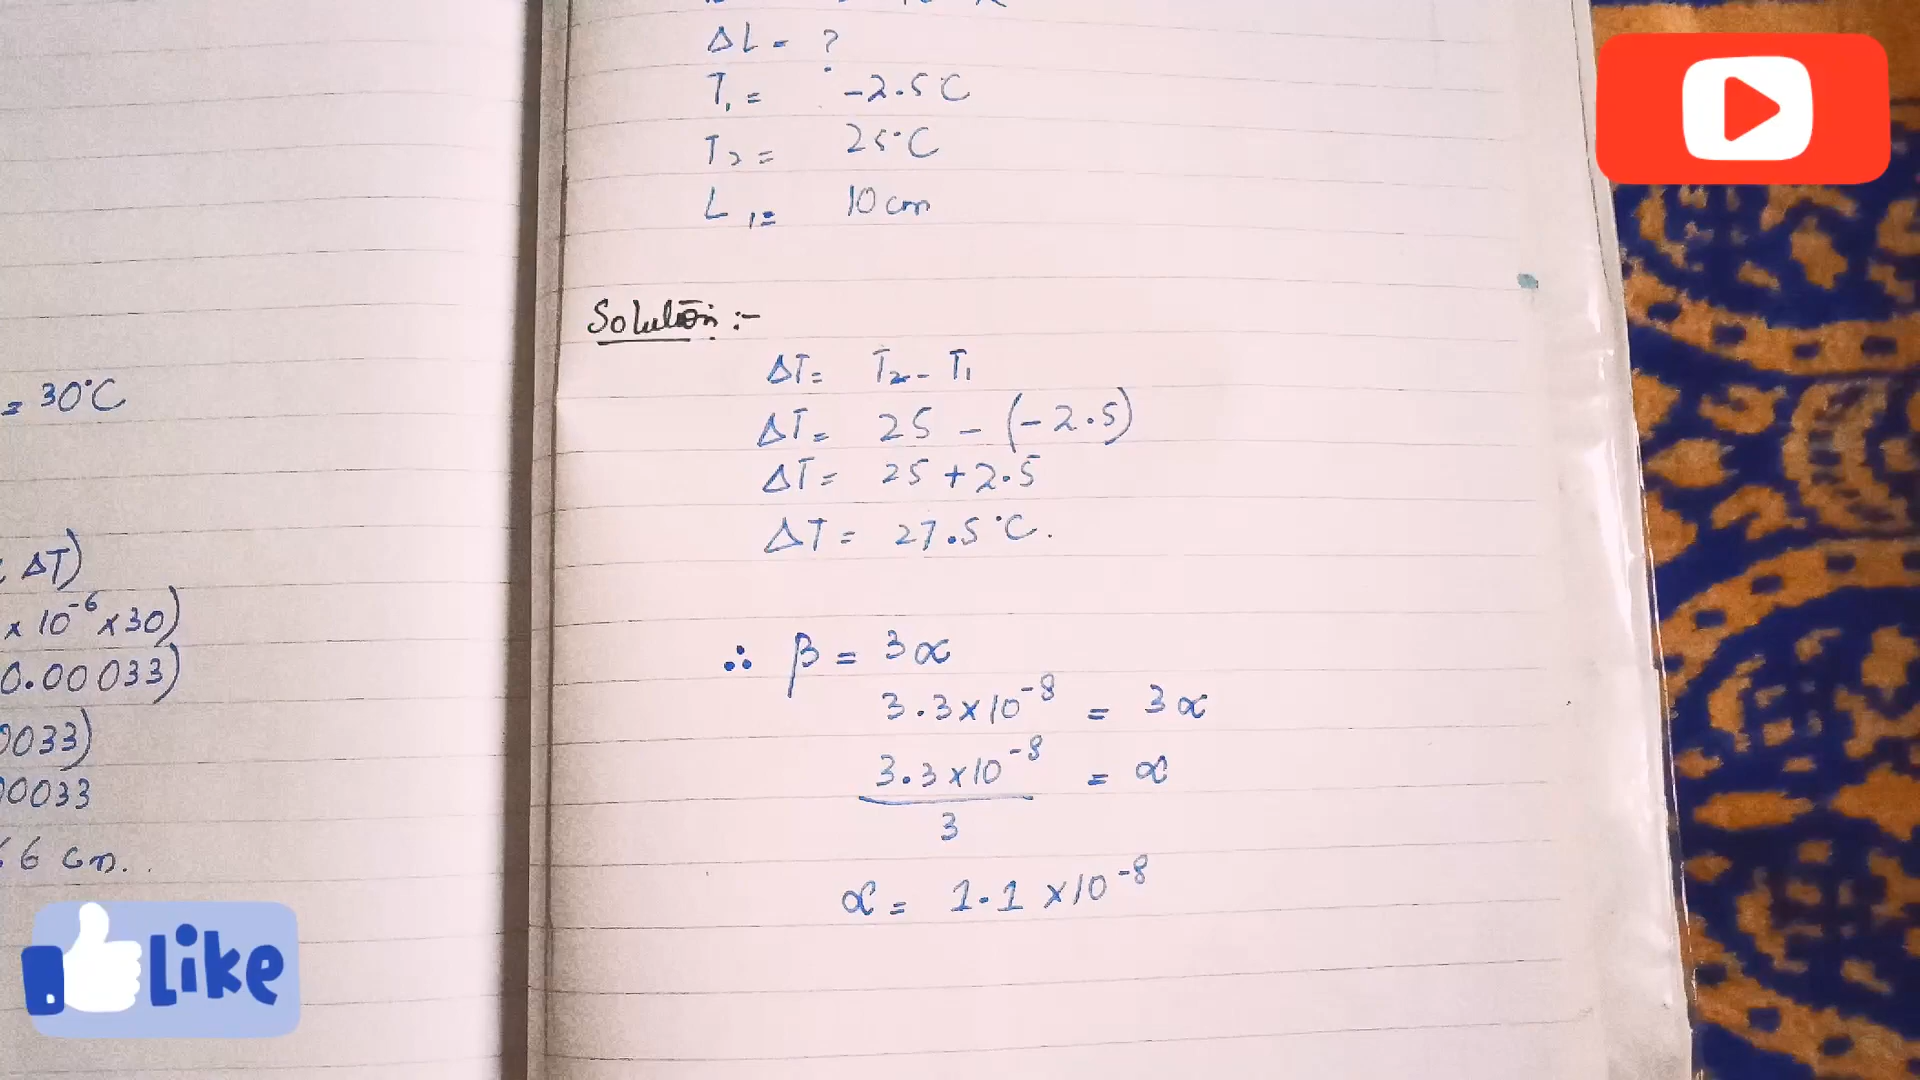 = 30°C
ΔT)
x 10⁻⁶ x 30)
0.00033)
0033)
00033
6 cm.
ΔL = ?
T₁ = -2.5°C
T₂ = 25°C
L₁ = 10 cm
Solution :-
ΔT = T₂ - T₁
ΔT = 25 - (-2.5)
ΔT = 25 + 2.5
ΔT = 27.5°C.
∴ β = 3α
3.3 x 10⁻⁸ = 3α
3.3 x 10⁻⁸ / 3 = α
α = 1.1 x 10⁻⁸
like